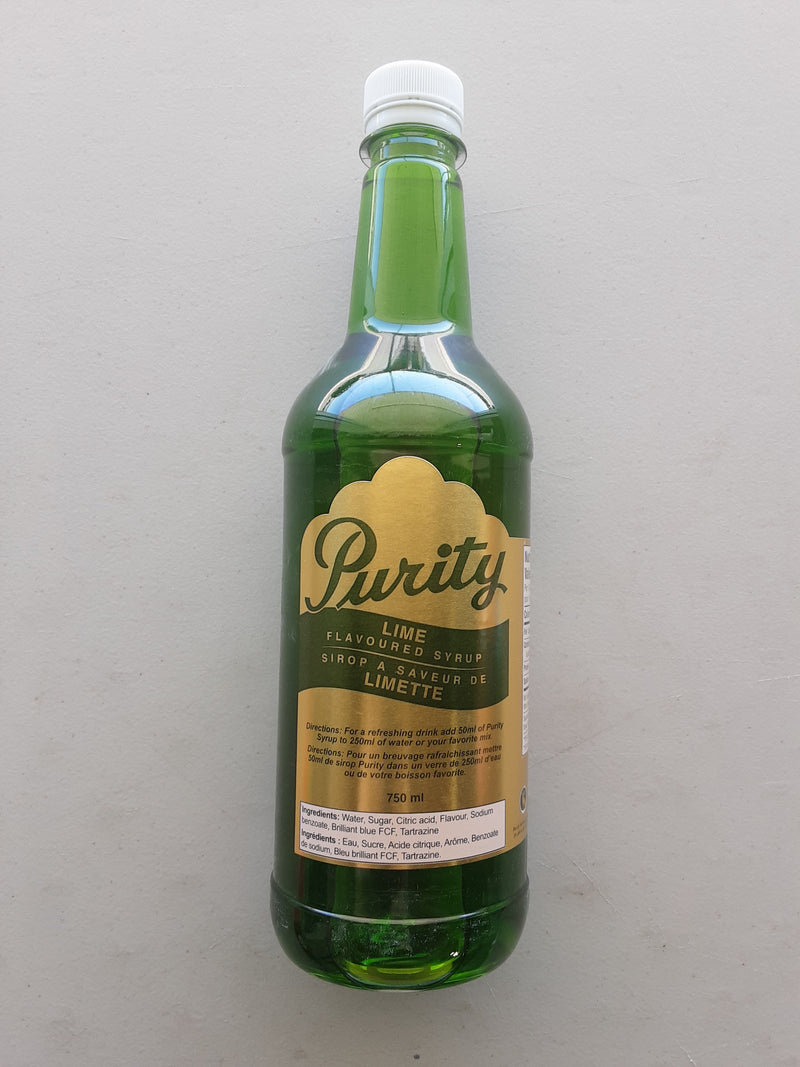 Purity
LIME
FLAVOURED SYRUP
SIROP A SAVEUR DE
LIMETTE
Directions: For a refreshing drink add 50ml of Purity
Syrup to 250ml of water or your favorite mix.
Directions: Pour un breuvage rafraichissant mettre
50ml de sirop Purity dans un verre de 250ml d'eau
ou de votre boisson favorite.
750 ml
Ingredients: Water, Sugar, Citric acid, Flavour, Sodium
benzoate, Brilliant blue FCF, Tartrazine
Ingrédients : Eau, Sucre, Acide citrique, Arôme, Benzoate
de sodium, Bleu brilliant FCF, Tartrazine.